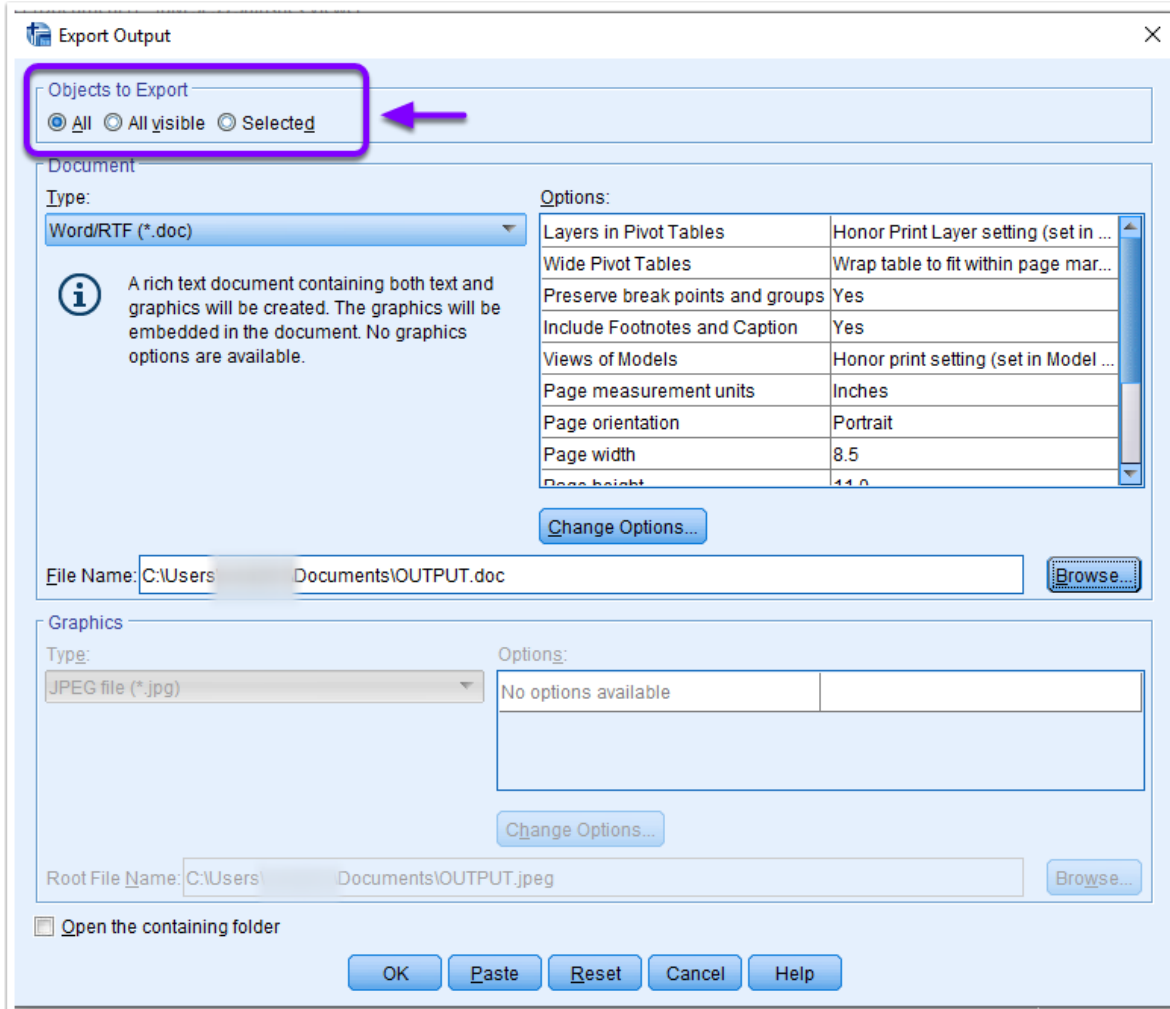 Export Output
Objects to Export
All All visible Selected
Document
Type:
Word/RTF (*.doc)
A rich text document containing both text and
graphics will be created. The graphics will be
embedded in the document. No graphics
options are available.
Options:
Layers in Pivot Tables Honor Print Layer setting (set in ...
Wide Pivot Tables Wrap table to fit within page mar...
Preserve break points and groups Yes
Include Footnotes and Caption Yes
Views of Models Honor print setting (set in Model ...
Page measurement units Inches
Page orientation Portrait
Page width 8.5
Page height 11.0
Change Options...
File Name: C:\Users Documents\OUTPUT.doc Browse...
Graphics
Type:
JPEG file (*.jpg)
Options:
No options available
Change Options...
Root File Name: C:\Users\ Documents\OUTPUT.jpeg Browse...
Open the containing folder
OK Paste Reset Cancel Help